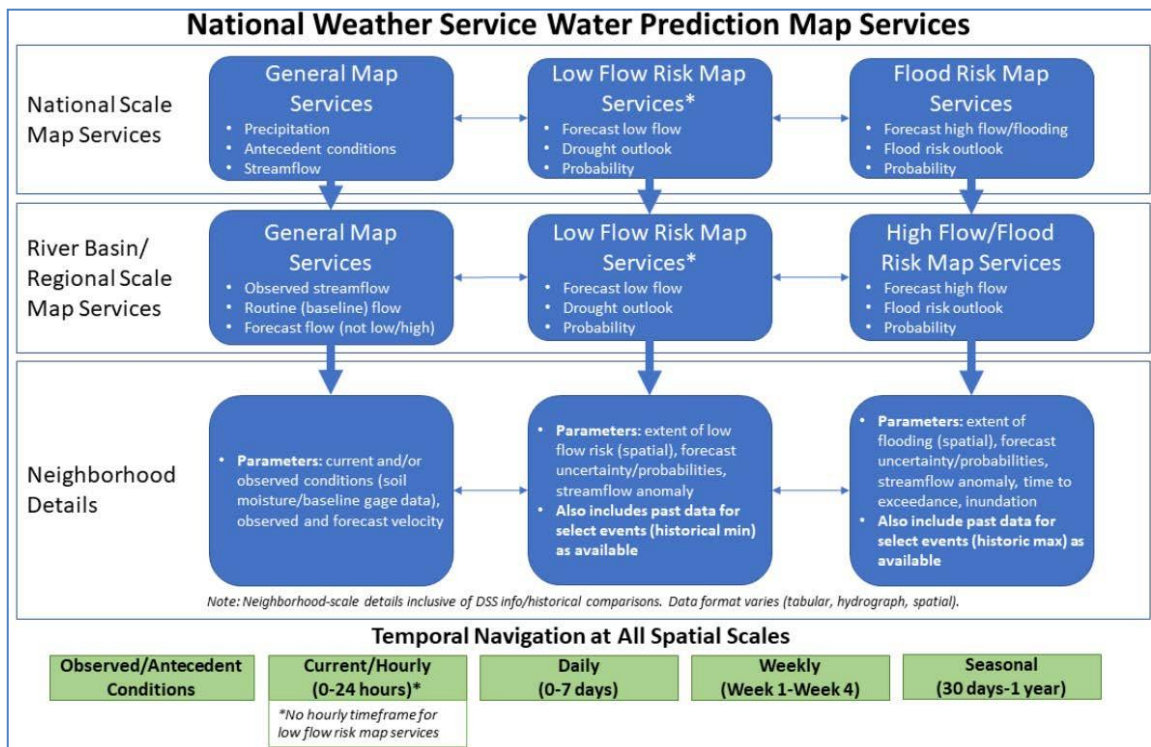 National Weather Service Water Prediction Map Services
National Scale
Map Services
General Map
Services
• Precipitation
• Antecedent conditions
• Streamflow
Low Flow Risk Map
Services*
• Forecast low flow
• Drought outlook
• Probability
Flood Risk Map
Services
• Forecast high flow/flooding
• Flood risk outlook
• Probability
River Basin/
Regional Scale
Map Services
General Map
Services
• Observed streamflow
• Routine (baseline) flow
• Forecast flow (not low/high)
Low Flow Risk Map
Services*
• Forecast low flow
• Drought outlook
• Probability
High Flow/Flood
Risk Map Services
• Forecast high flow
• Flood risk outlook
• Probability
Neighborhood
Details
• Parameters: current and/or
observed conditions (soil
moisture/baseline gage data),
observed and forecast velocity
• Parameters: extent of low
flow risk (spatial), forecast
uncertainty/probabilities,
streamflow anomaly
• Also includes past data for
select events (historical min)
as available
• Parameters: extent of
flooding (spatial), forecast
uncertainty/probabilities,
streamflow anomaly, time to
exceedance, inundation
• Also include past data for
select events (historic max) as
available
Note: Neighborhood-scale details inclusive of DSS info/historical comparisons. Data format varies (tabular, hydrograph, spatial).
Temporal Navigation at All Spatial Scales
Observed/Antecedent
Conditions
Current/Hourly
(0-24 hours)*
*No hourly timeframe for
low flow risk map services
Daily
(0-7 days)
Weekly
(Week 1-Week 4)
Seasonal
(30 days-1 year)